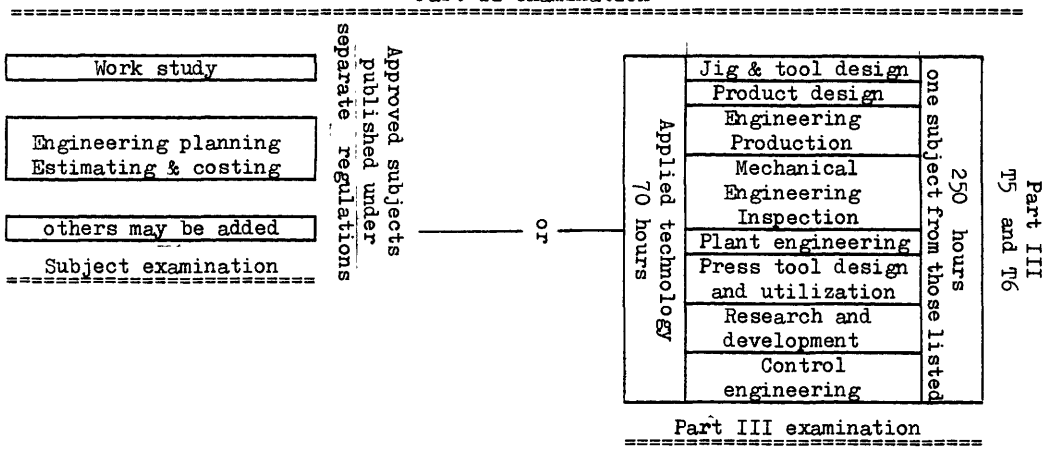 Work study
Engineering planning
Estimating & costing
others may be added
Subject examination
Approved subjects
published under
separate regulations
or
Applied technology
70 hours
Jig & tool design
Product design
Engineering
Production
Mechanical
Engineering
Inspection
Plant engineering
Press tool design
and utilization
Research and
development
Control
engineering
one subject from those listed
250 hours
Part III
T5 and T6
Part III examination